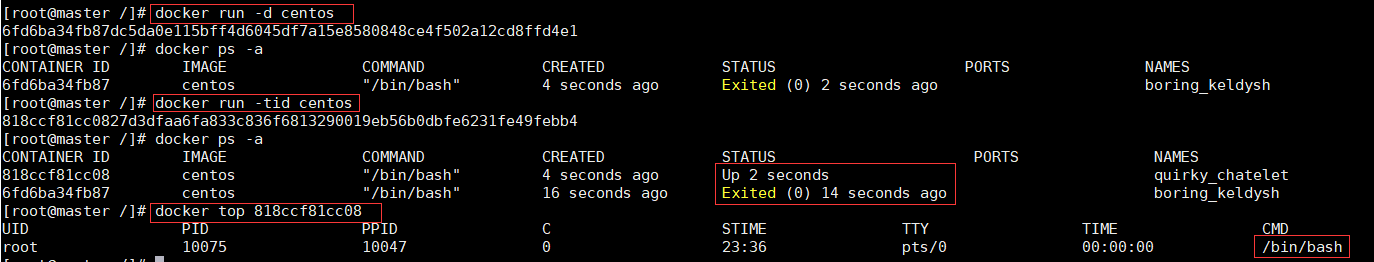 [root@master /]# docker run -d centos
6fd6ba34fb87dc5da0e115bff4d6045df7a15e8580848ce4f502a12cd8ffd4e1
[root@master /]# docker ps -a
CONTAINER ID        IMAGE               COMMAND             CREATED             STATUS                     PORTS               NAMES
6fd6ba34fb87        centos              "/bin/bash"         4 seconds ago       Exited (0) 2 seconds ago                       boring_keldysh
[root@master /]# docker run -tid centos
818ccf81cc0827d3dfaa6fa833c836f6813290019eb56b0dbfe6231fe49febb4
[root@master /]# docker ps -a
CONTAINER ID        IMAGE               COMMAND             CREATED             STATUS                      PORTS               NAMES
818ccf81cc08        centos              "/bin/bash"         4 seconds ago       Up 2 seconds                                    quirky_chatelet
6fd6ba34fb87        centos              "/bin/bash"         16 seconds ago      Exited (0) 14 seconds ago                       boring_keldysh
[root@master /]# docker top 818ccf81cc08
UID                 PID                 PPID                C                   STIME               TTY                 TIME                CMD
root                10075               10047               0                   23:36               pts/0               00:00:00            /bin/bash
[root@master /]#